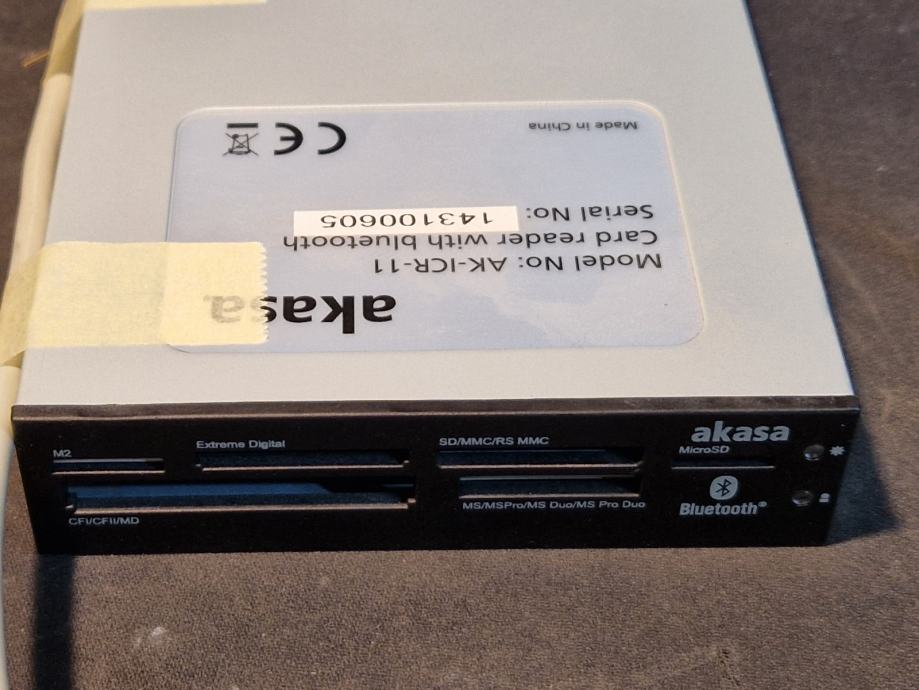 akasa
Model No: AK-ICR-11
Card reader with bluetooth
Serial No: 143100605
Made in China
CE
M2
Extreme Digital
SD/MMC/RS MMC
akasa
MicroSD
CFI/CFII/MD
MS/MSPro/MS Duo/MS Pro Duo
Bluetooth®